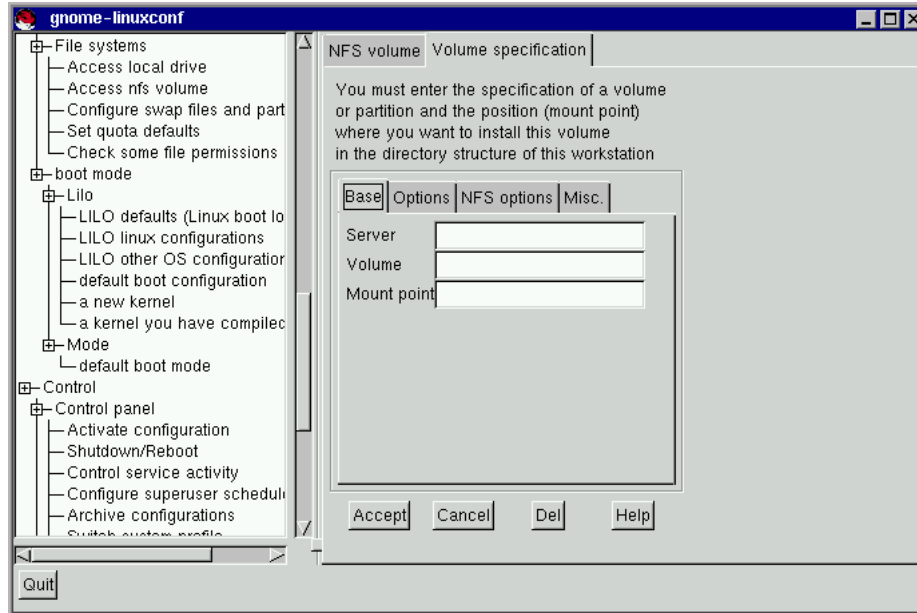 gnome-linuxconf
File systems
Access local drive
Access nfs volume
Configure swap files and part
Set quota defaults
Check some file permissions
boot mode
Lilo
LILO defaults (Linux boot lo
LILO linux configurations
LILO other OS configuration
default boot configuration
a new kernel
a kernel you have compiled
Mode
default boot mode
Control
Control panel
Activate configuration
Shutdown/Reboot
Control service activity
Configure superuser schedul
Archive configurations
Switch system profile
Quit
NFS volume
Volume specification
You must enter the specification of a volume
or partition and the position (mount point)
where you want to install this volume
in the directory structure of this workstation
Base Options NFS options Misc.
Server
Volume
Mount point
Accept Cancel Del Help